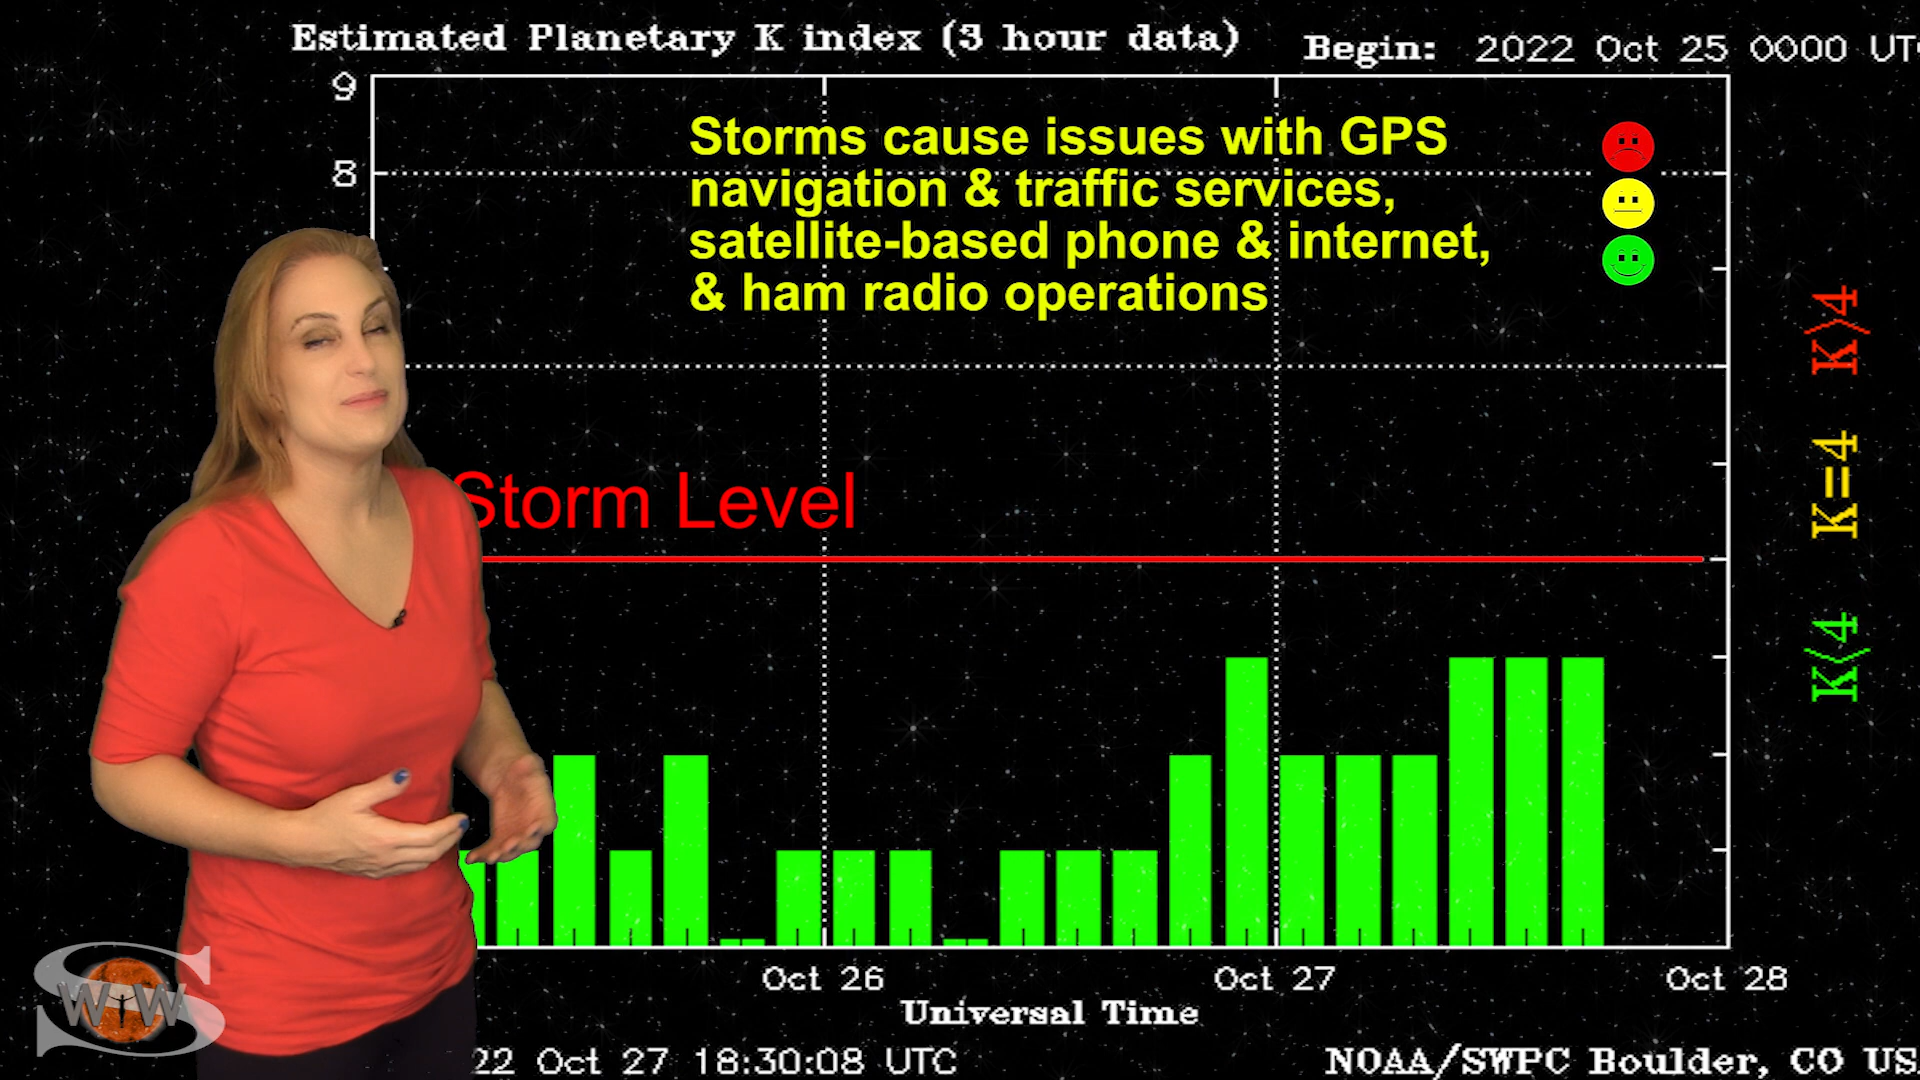 Estimated Planetary K index (3 hour data)
Begin: 2022 Oct 25 0000 UT
9
8
Storms cause issues with GPS
navigation & traffic services,
satellite-based phone & internet,
& ham radio operations
Storm Level
K>4
K=4
K<4
Oct 26
Oct 27
Oct 28
Universal Time
22 Oct 27 18:30:08 UTC
NOAA/SWPC Boulder, CO US
SWTW